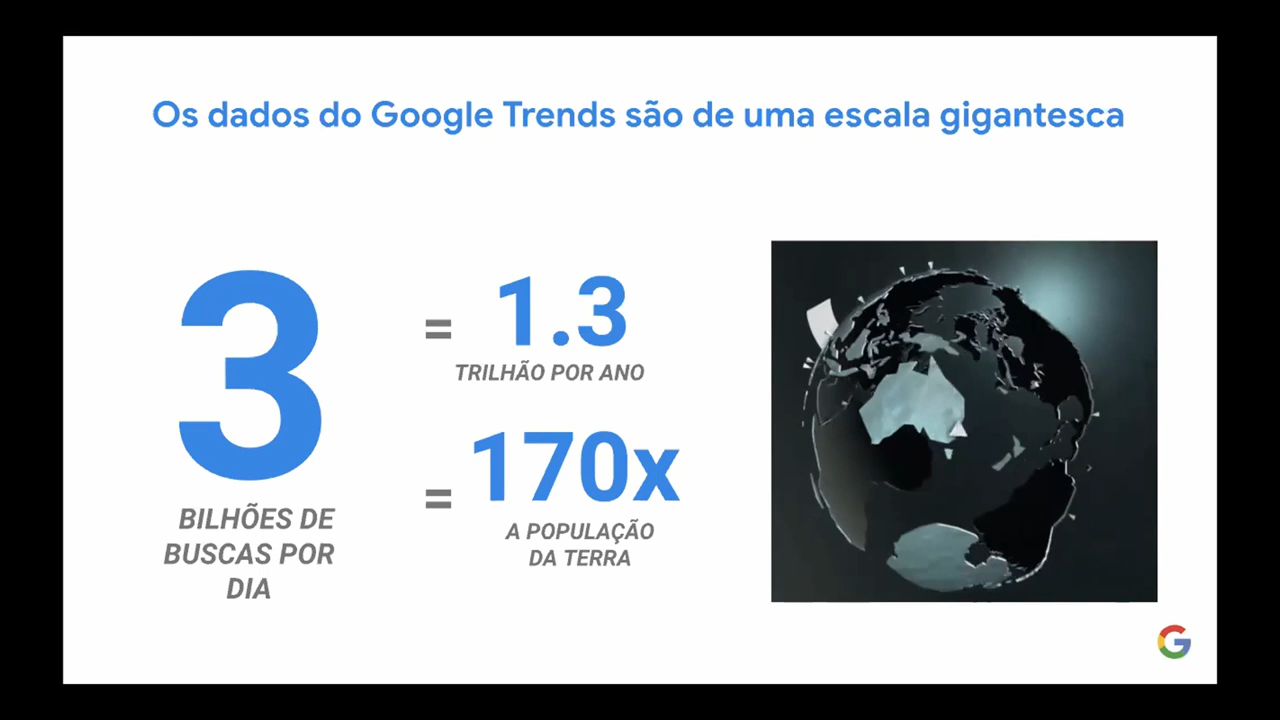 Os dados do Google Trends são de uma escala gigantesca
3
BILHÕES DE
BUSCAS POR
DIA
= 1.3
TRILHÃO POR ANO
= 170x
A POPULAÇÃO
DA TERRA
G